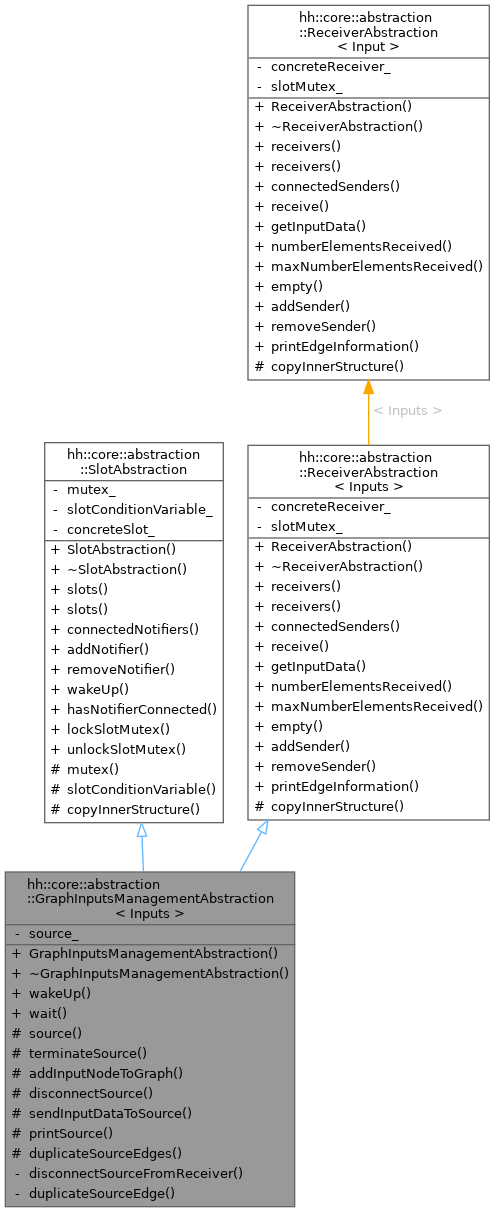 hh::core::abstraction
::ReceiverAbstraction
< Input >
- concreteReceiver_
- slotMutex_
+ ReceiverAbstraction()
+ ~ReceiverAbstraction()
+ receivers()
+ receivers()
+ connectedSenders()
+ receive()
+ getInputData()
+ numberElementsReceived()
+ maxNumberElementsReceived()
+ empty()
+ addSender()
+ removeSender()
+ printEdgeInformation()
# copyInnerStructure()
< Inputs >
hh::core::abstraction
::SlotAbstraction
- mutex_
- slotConditionVariable_
- concreteSlot_
+ SlotAbstraction()
+ ~SlotAbstraction()
+ slots()
+ slots()
+ connectedNotifiers()
+ addNotifier()
+ removeNotifier()
+ wakeUp()
+ hasNotifierConnected()
+ lockSlotMutex()
+ unlockSlotMutex()
# mutex()
# slotConditionVariable()
# copyInnerStructure()
hh::core::abstraction
::ReceiverAbstraction
< Inputs >
- concreteReceiver_
- slotMutex_
+ ReceiverAbstraction()
+ ~ReceiverAbstraction()
+ receivers()
+ receivers()
+ connectedSenders()
+ receive()
+ getInputData()
+ numberElementsReceived()
+ maxNumberElementsReceived()
+ empty()
+ addSender()
+ removeSender()
+ printEdgeInformation()
# copyInnerStructure()
hh::core::abstraction
::GraphInputsManagementAbstraction
< Inputs >
- source_
+ GraphInputsManagementAbstraction()
+ ~GraphInputsManagementAbstraction()
+ wakeUp()
+ wait()
# source()
# terminateSource()
# addInputNodeToGraph()
# disconnectSource()
# sendInputDataToSource()
# printSource()
# duplicateSourceEdges()
- disconnectSourceFromReceiver()
- duplicateSourceEdge()